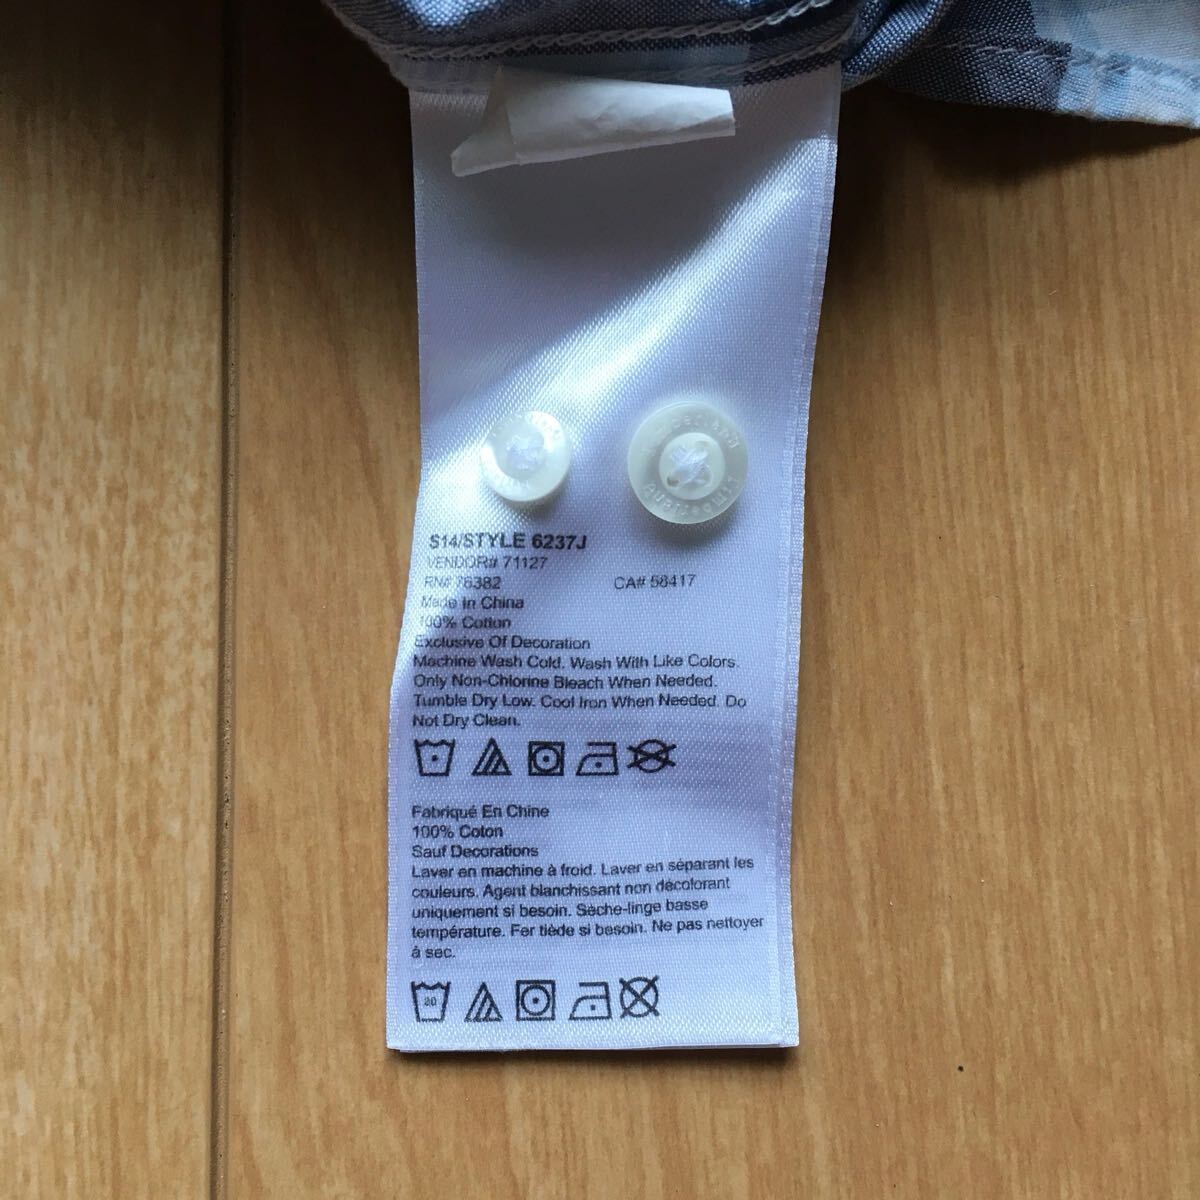 S14/STYLE 6237J
VENDOR# 71127
RN# 76382 CA# 58417
Made In China
100% Cotton
Exclusive Of Decoration
Machine Wash Cold. Wash With Like Colors.
Only Non-Chlorine Bleach When Needed.
Tumble Dry Low. Cool Iron When Needed. Do
Not Dry Clean.
Fabriqué En Chine
100% Coton
Sauf Decorations
Laver en machine à froid. Laver en séparant les
couleurs. Agent blanchissant non décolorant
uniquement si besoin. Sèche-linge basse
température. Fer tiède si besoin. Ne pas nettoyer
à sec.